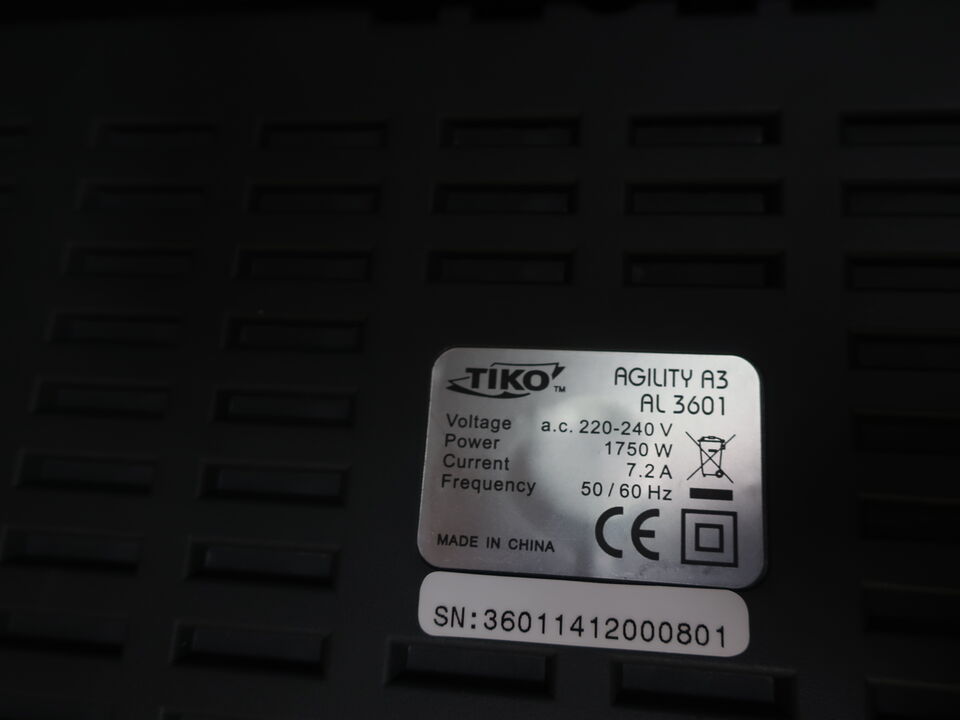 TIKO™
AGILITY A3
AL 3601
Voltage a.c. 220-240 V
Power 1750 W
Current 7.2 A
Frequency 50 / 60 Hz
CE
MADE IN CHINA
SN:36011412000801